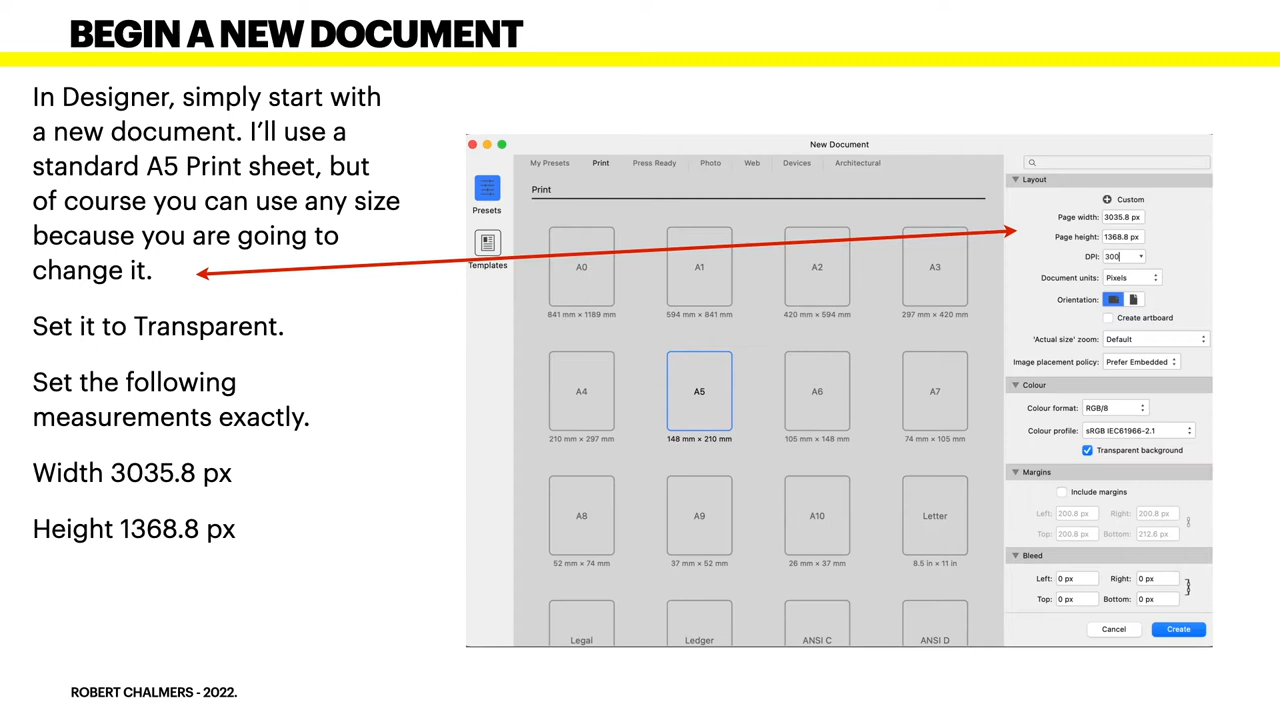 BEGIN A NEW DOCUMENT
In Designer, simply start with
a new document. I’ll use a
standard A5 Print sheet, but
of course you can use any size
because you are going to
change it.
Set it to Transparent.
Set the following
measurements exactly.
Width 3035.8 px
Height 1368.8 px
New Document
My Presets Print Press Ready Photo Web Devices Architectural
Presets
Templates
Print
A0 A1 A2 A3
841 mm × 1189 mm 594 mm × 841 mm 420 mm × 594 mm 297 mm × 420 mm
A4 A5 A6 A7
210 mm × 297 mm 148 mm × 210 mm 105 mm × 148 mm 74 mm × 105 mm
A8 A9 A10 Letter
52 mm × 74 mm 37 mm × 52 mm 26 mm × 37 mm 8.5 in × 11 in
Legal Ledger ANSI C ANSI D
Layout
Custom
Page width: 3035.8 px
Page height: 1368.8 px
DPI: 300
Document units: Pixels
Orientation:
Create artboard
'Actual size' zoom: Default
Image placement policy: Prefer Embedded
Colour
Colour format: RGB/8
Colour profile: sRGB IEC61966-2.1
Transparent background
Margins
Include margins
Left: 200.8 px Right: 200.8 px
Top: 200.8 px Bottom: 212.6 px
Bleed
Left: 0 px Right: 0 px
Top: 0 px Bottom: 0 px
Cancel Create
ROBERT CHALMERS - 2022.